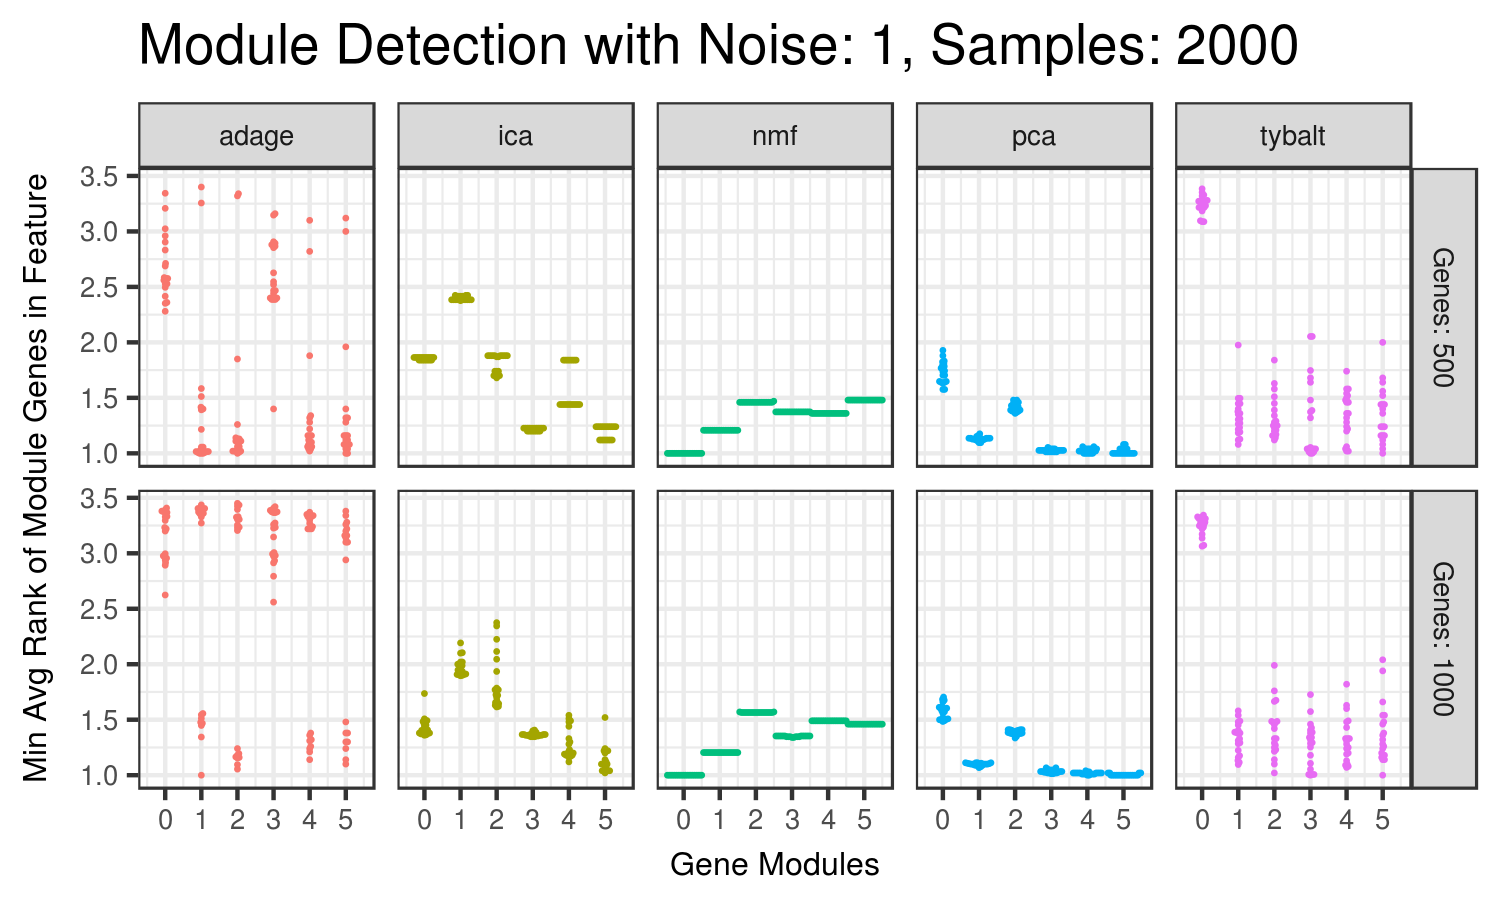 Module Detection with Noise: 1, Samples: 2000
adage
ica
nmf
pca
tybalt
Min Avg Rank of Module Genes in Feature
3.5
3.0
2.5
2.0
1.5
1.0
Genes: 500
3.5
3.0
2.5
2.0
1.5
1.0
Genes: 1000
0 1 2 3 4 5
0 1 2 3 4 5
0 1 2 3 4 5
0 1 2 3 4 5
0 1 2 3 4 5
Gene Modules